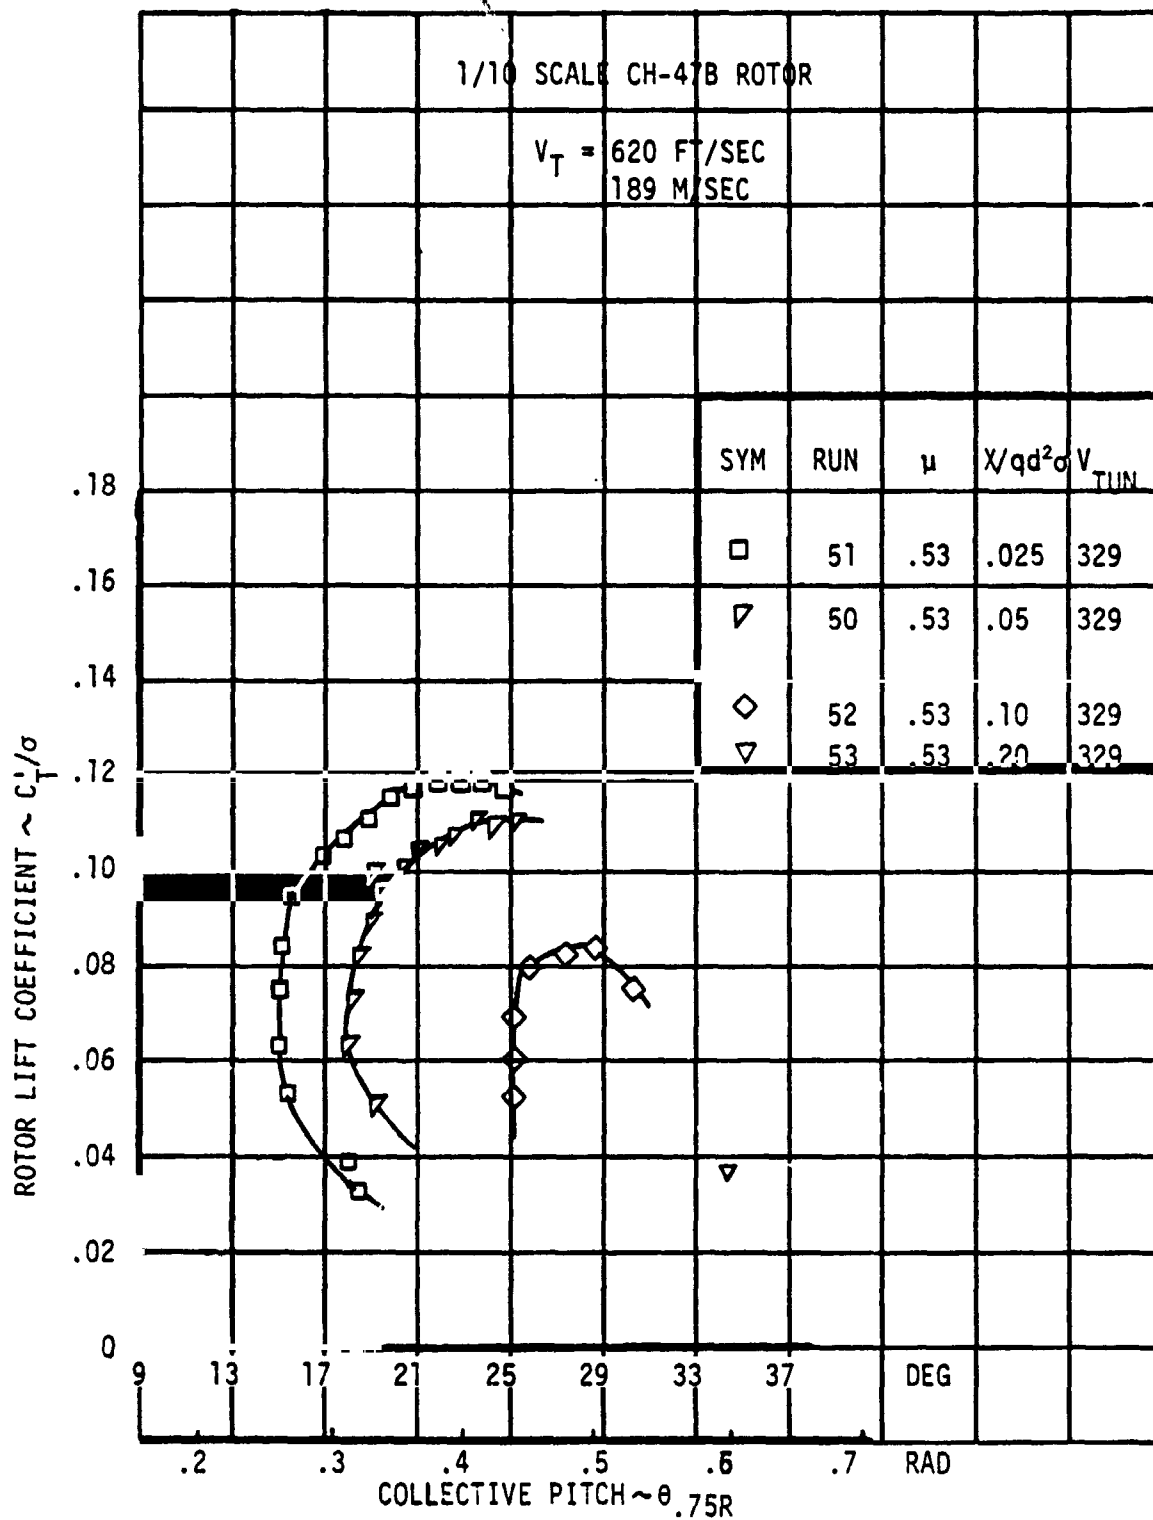 1/10 SCALE CH-47B ROTOR
V_T = 620 FT/SEC
189 M/SEC
SYM RUN μ X/qd²σ V_TUN
51 .53 .025 329
50 .53 .05 329
52 .53 .10 329
53 .53 .20 329
ROTOR LIFT COEFFICIENT ~ C'_T/σ
.18
.16
.14
.12
.10
.08
.06
.04
.02
0
9 13 17 21 25 29 33 37 DEG
.2 .3 .4 .5 .6 .7 RAD
COLLECTIVE PITCH ~ θ.75R